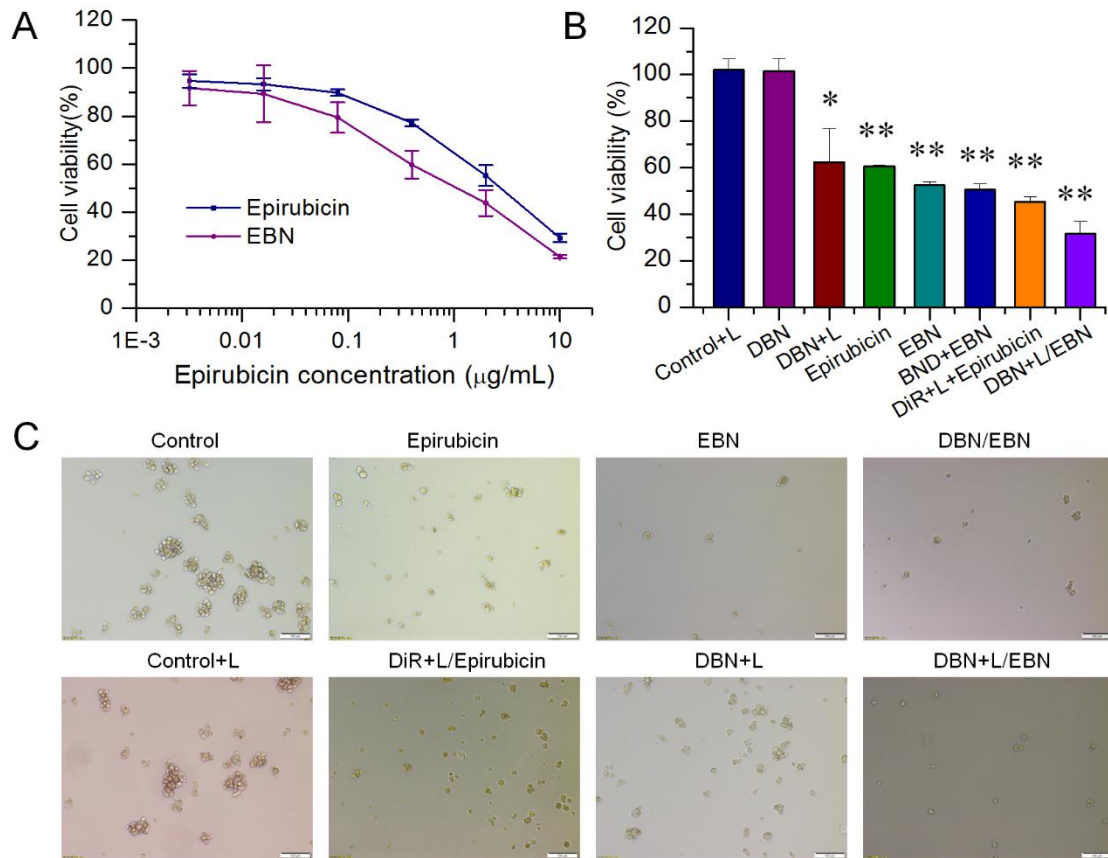 A
120
100
80
60
40
20
0
Cell viability(%)
Epirubicin
EBN
1E-3
0.01
0.1
1
10
Epirubicin concentration (μg/mL)
B
120
100
80
60
40
20
0
Cell viability (%)
*
**
**
**
**
**
Control+L
DBN
DBN+L
Epirubicin
EBN
BND+EBN
DiR+L+Epirubicin
DBN+L/EBN
C
Control
Epirubicin
EBN
DBN/EBN
Control+L
DiR+L/Epirubicin
DBN+L
DBN+L/EBN